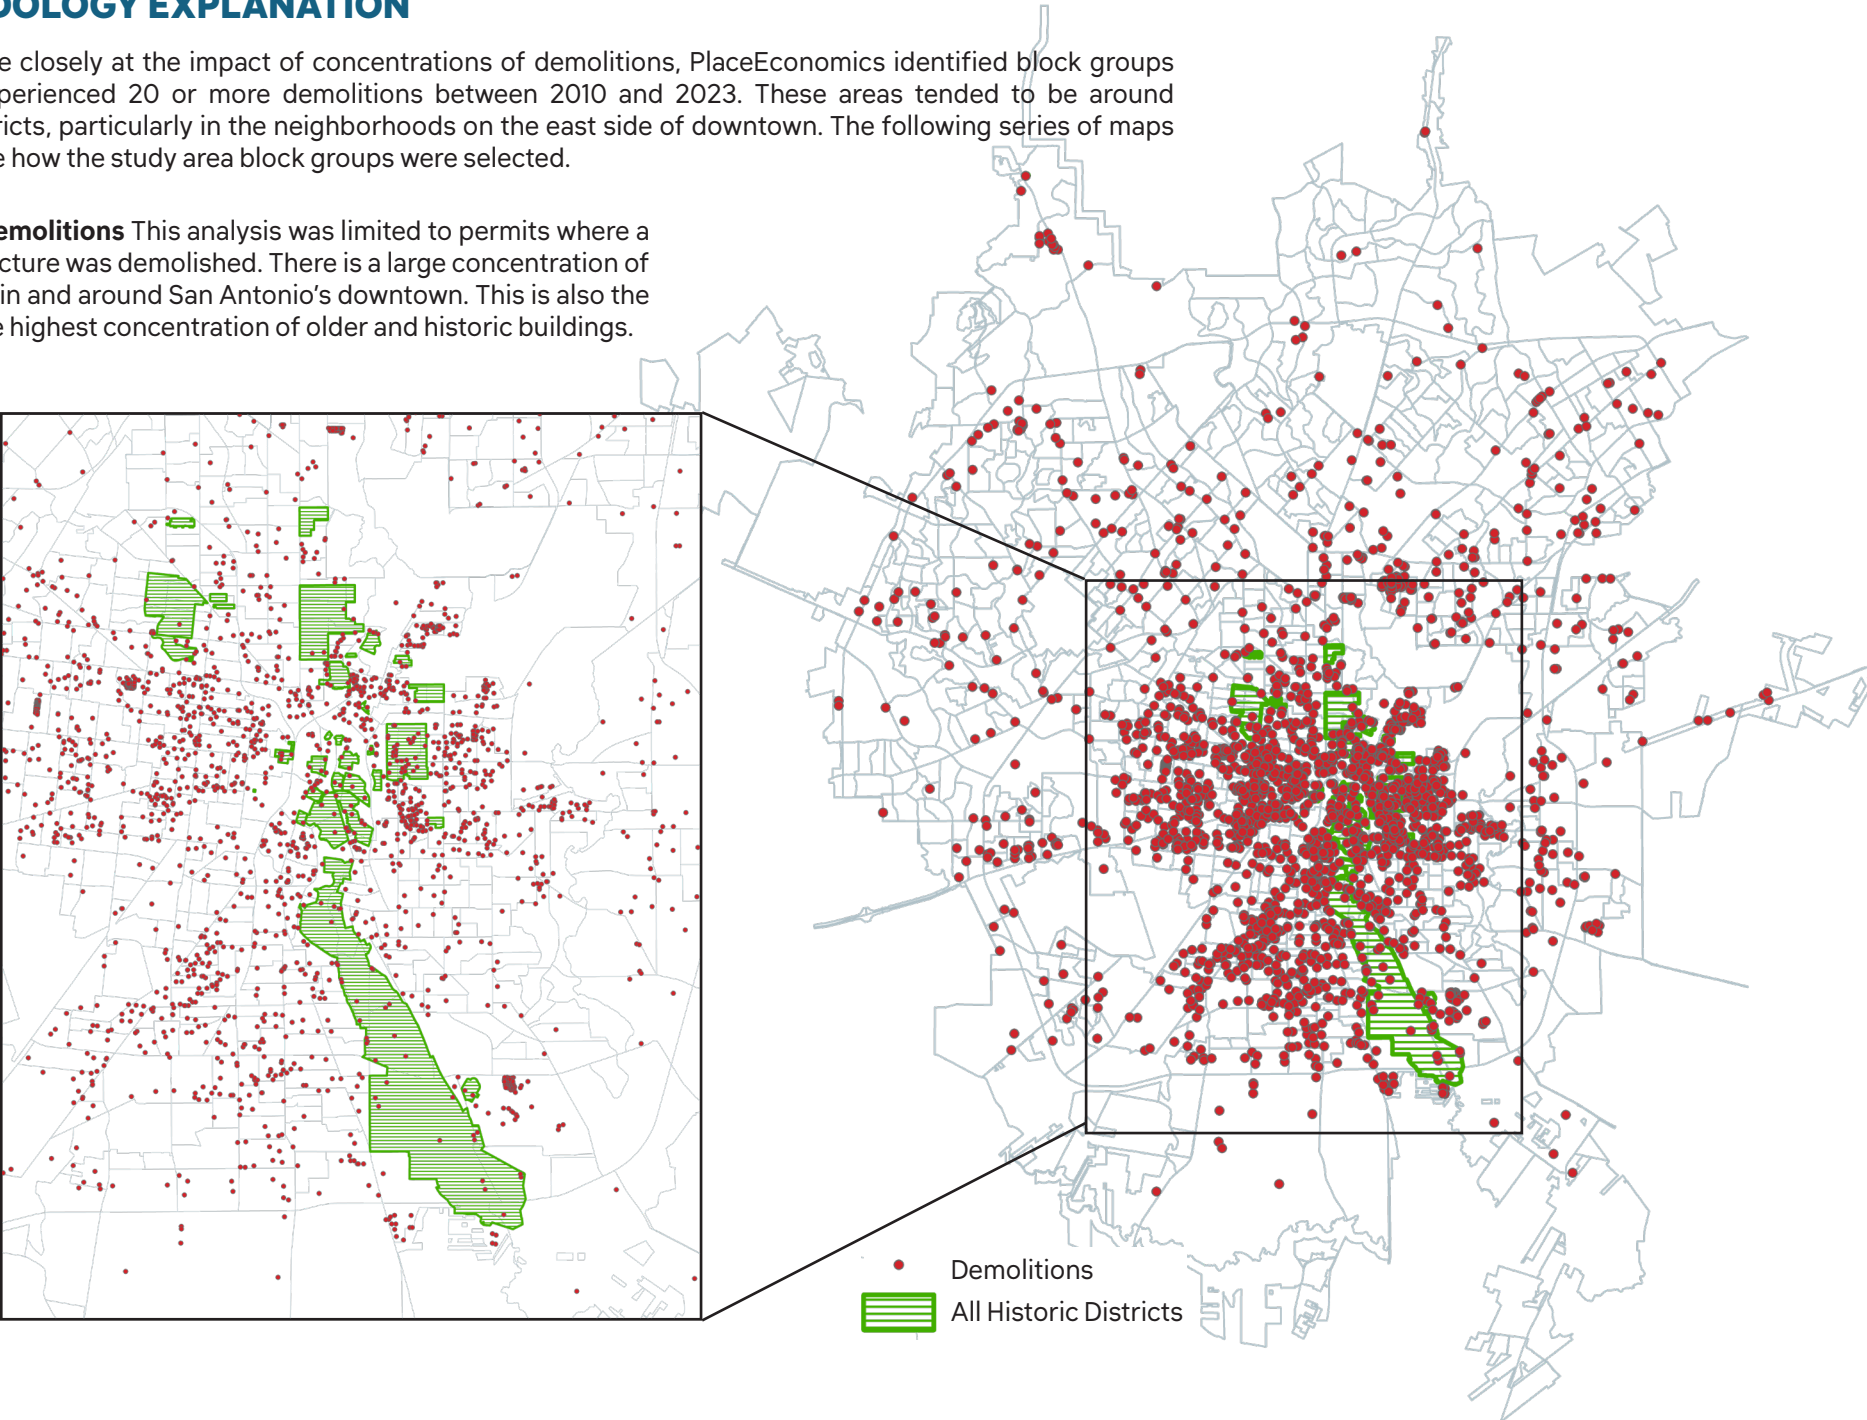 DOLOGY EXPLANATION
e closely at the impact of concentrations of demolitions, PlaceEconomics identified block groups
perienced 20 or more demolitions between 2010 and 2023. These areas tended to be around
ricts, particularly in the neighborhoods on the east side of downtown. The following series of maps
e how the study area block groups were selected.
emolitions This analysis was limited to permits where a
cture was demolished. There is a large concentration of
in and around San Antonio’s downtown. This is also the
e highest concentration of older and historic buildings.
Demolitions
All Historic Districts